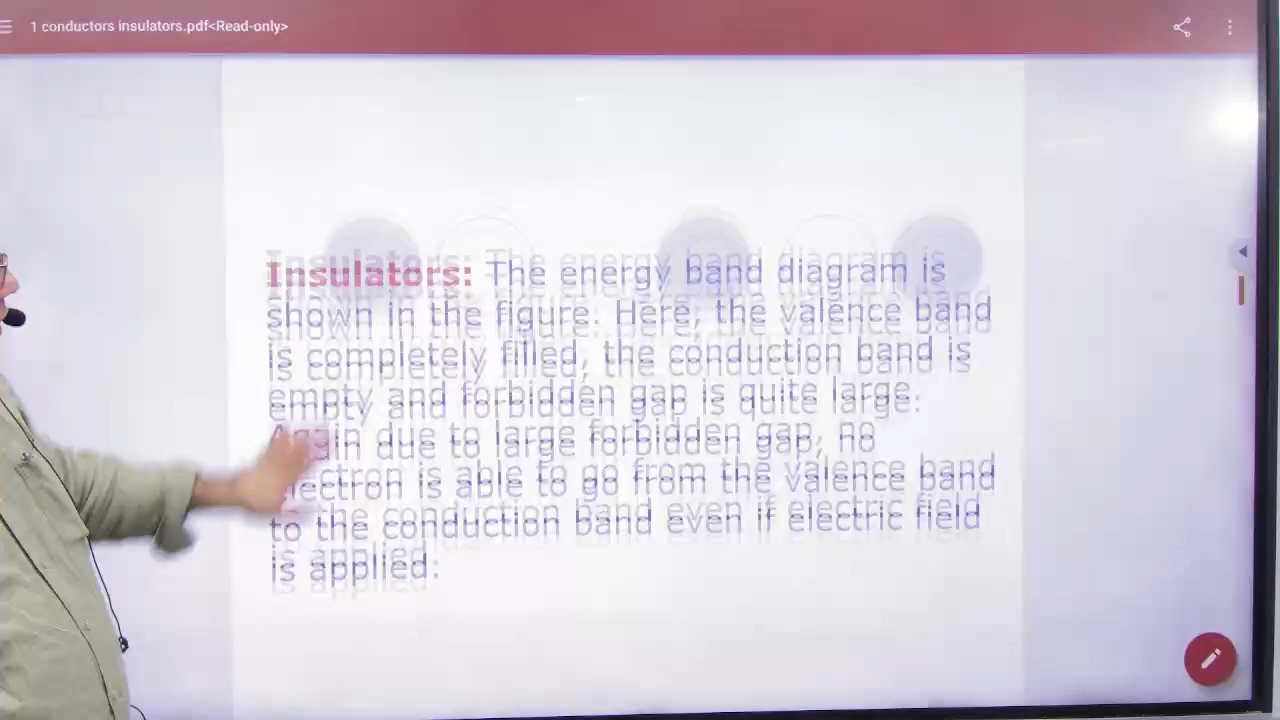 1 conductors insulators.pdf<Read-only>
Insulators: The energy band diagram is
shown in the figure. Here, the valence band
is completely filled, the conduction band is
empty and forbidden gap is quite large.
Again due to large forbidden gap, no
electron is able to go from the valence band
to the conduction band even if electric field
is applied.